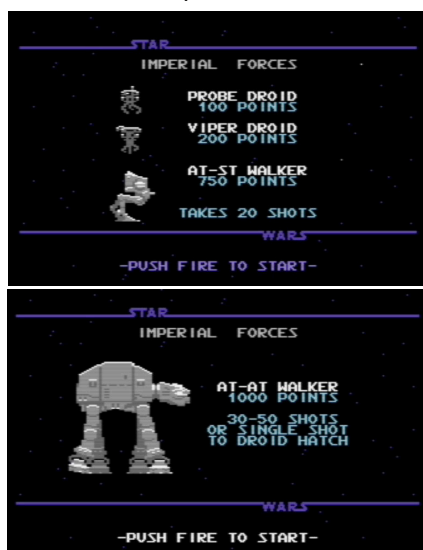 STAR
IMPERIAL FORCES
PROBE DROID
100 POINTS
VIPER DROID
200 POINTS
AT-ST WALKER
750 POINTS
TAKES 20 SHOTS
WARS
-PUSH FIRE TO START-
STAR
IMPERIAL FORCES
AT-AT WALKER
1000 POINTS
30-50 SHOTS
OR SINGLE SHOT
TO DROID HATCH
WARS
-PUSH FIRE TO START-